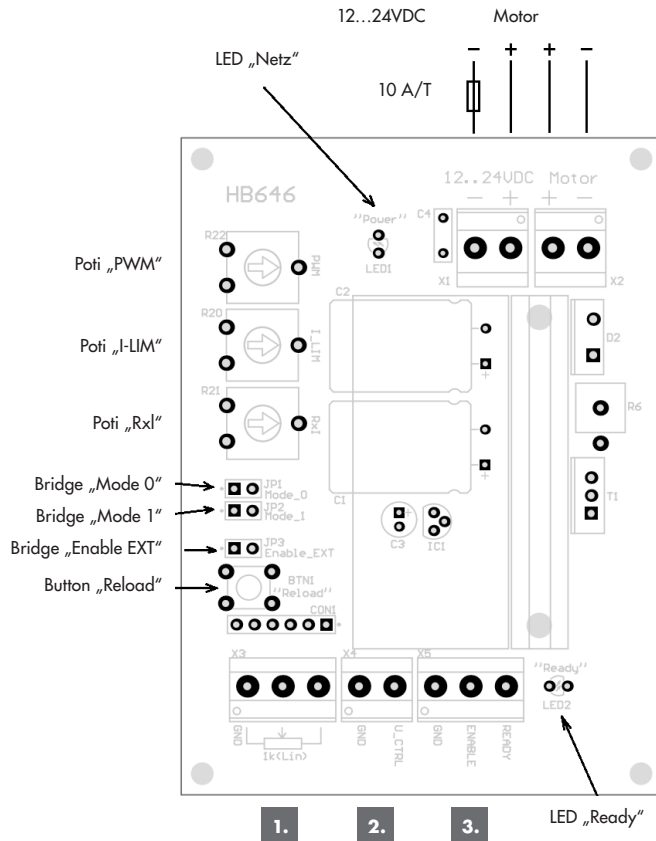 12...24VDC Motor
− + + −
LED „Netz“
10 A/T
12..24VDC Motor
− + + −
HB646
"Power"
C4
R22
LED1
Poti „PWM“
PWM
X1
X2
C2
R20
Poti „I-LIM“
I_LIM
D2
+
R21
R6
Poti „Rxl“
RxI
Bridge „Mode 0“
JP1
Mode_0
+
T1
Bridge „Mode 1“
JP2
Mode_1
C1
+
C3
IC1
Bridge „Enable EXT“
JP3
Enable_EXT
Button „Reload“
BTN1
"Reload"
CON1
X3
X4
X5
"Ready"
LED2
GND
1k(Lin)
GND
U_CTRL
GND
ENABLE
READY
1. 2. 3.
LED „Ready“